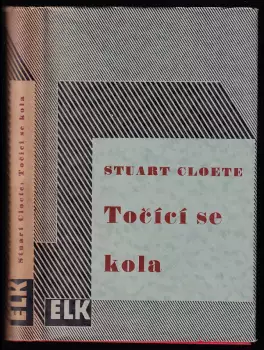 Stuart Cloete, Točící se kola
ELK
STUART CLOETE
Točící se
kola
ELK